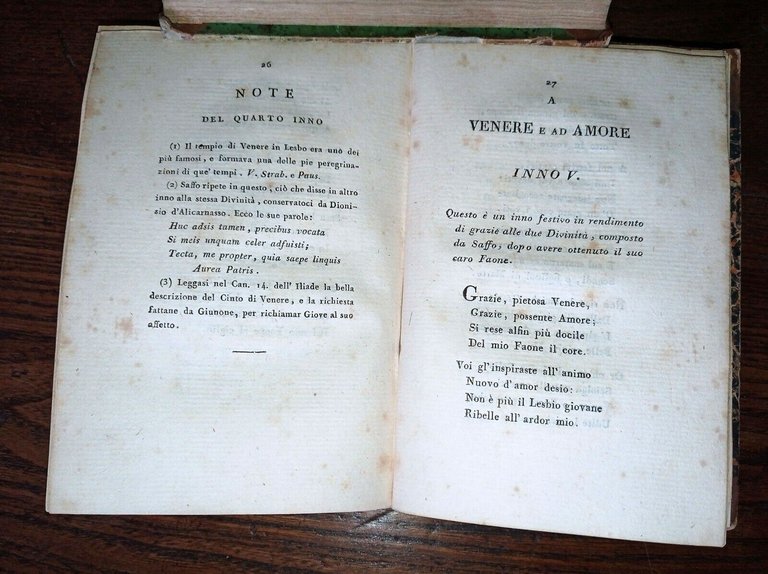 26
NOTE
DEL QUARTO INNO
(1) Il tempio di Venere in Lesbo era uno dei
più famosi, e formava una delle pie peregrina-
zioni di que' tempi. V. Strab. e Paus.
(2) Saffo ripete in questo, ciò che disse in altro
inno alla stessa Divinità, conservatoci da Dioni-
sio d'Alicarnasso. Ecco le sue parole:
Huc adsis tamen, precibus vocata
Si meis unquam celer adfuisti;
Tecta, me propter, quia saepe linquis
Aurea Patris.
(3) Leggasi nel Can. 14. dell' Iliade la bella
descrizione del Cinto di Venere, e la richiesta
fattane da Giunone, per richiamar Giove al suo
affetto.
27
A
VENERE E AD AMORE
INNO V.
Questo è un inno festivo in rendimento
di grazie alle due Divinità, composto
da Saffo, dopo avere ottenuto il suo
caro Faone.
Grazie, pietosa Venere,
Grazie, possente Amore;
Si rese alfin più docile
Del mio Faone il core.
Voi gl'inspiraste all' animo
Nuovo d'amor desio:
Non è più il Lesbio giovane
Ribelle all' ardor mio.